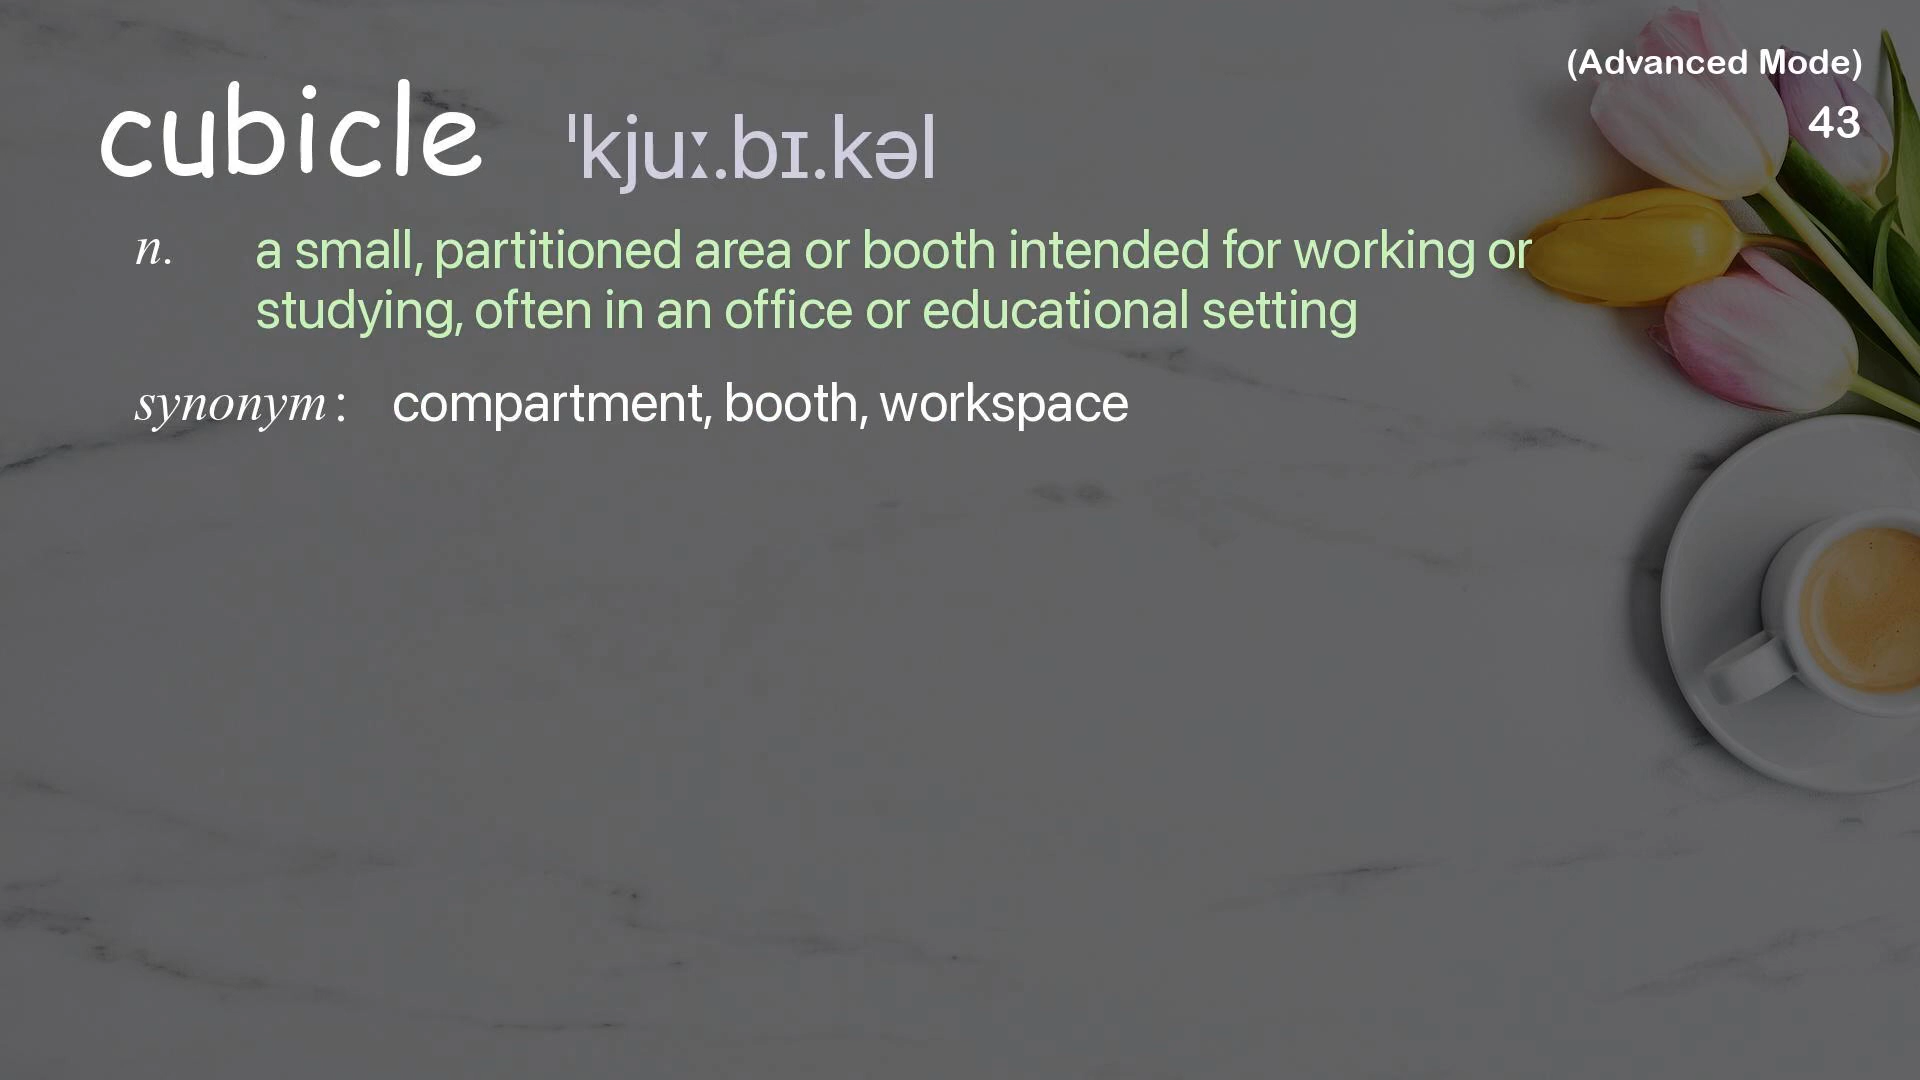 (Advanced Mode)
43
cubicle ˈkjuː.bɪ.kəl
n. a small, partitioned area or booth intended for working or
studying, often in an office or educational setting
synonym: compartment, booth, workspace